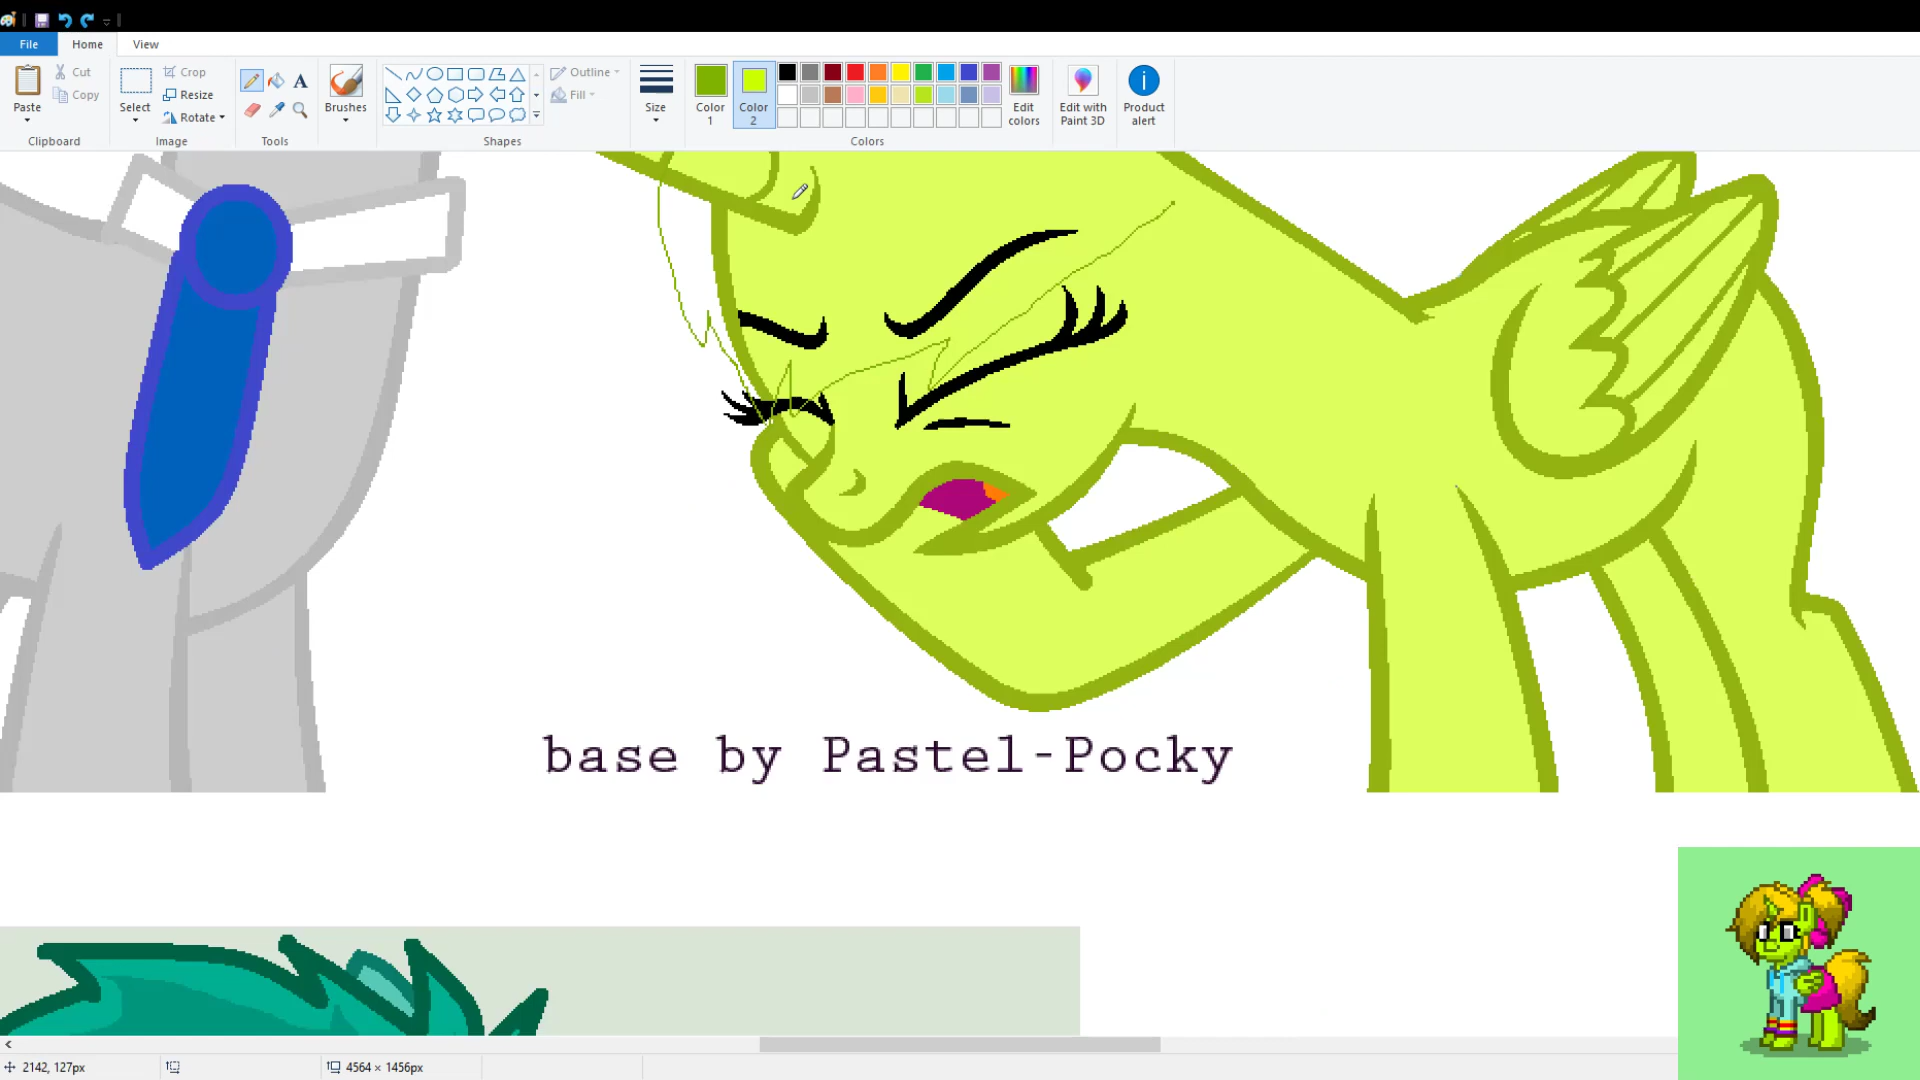 File Home View
Paste
Cut
Copy
Clipboard
Select
Crop
Resize
Rotate
Image
A
Tools
Brushes
Outline
Fill
Shapes
Size
Color
1
Color
2
Edit
colors
Colors
Edit with
Paint 3D
Product
alert
base by Pastel-Pocky
2142, 127px
4564 × 1456px